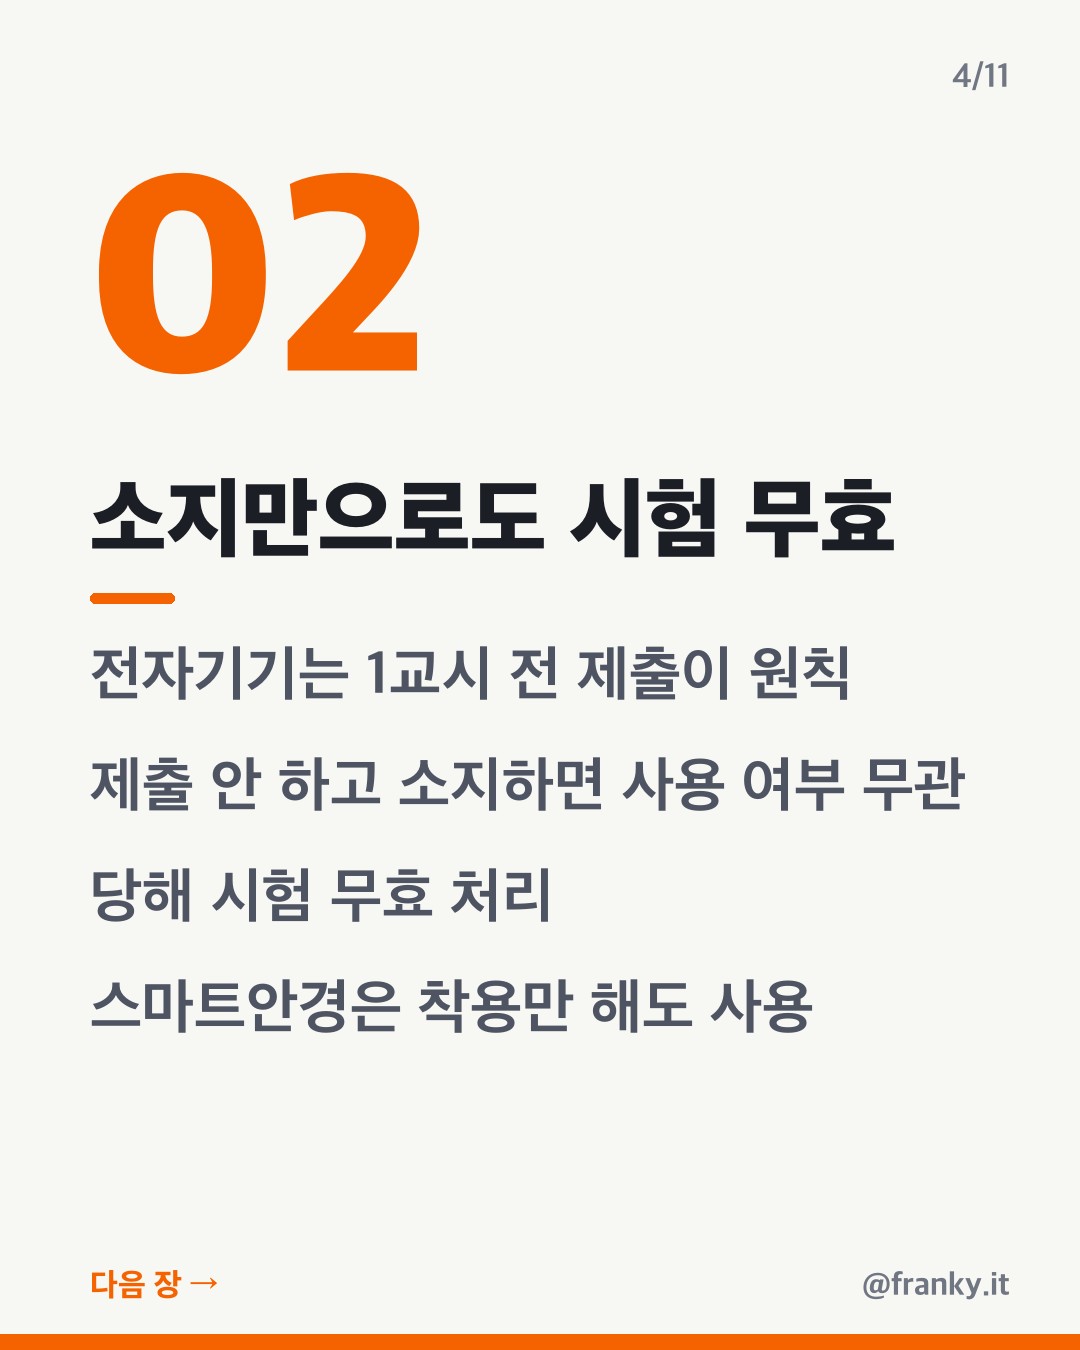 4/11
02
소지만으로도 시험 무효
전자기기는 1교시 전 제출이 원칙
제출 안 하고 소지하면 사용 여부 무관
당해 시험 무효 처리
스마트안경은 착용만 해도 사용
다음 장 →
@franky.it